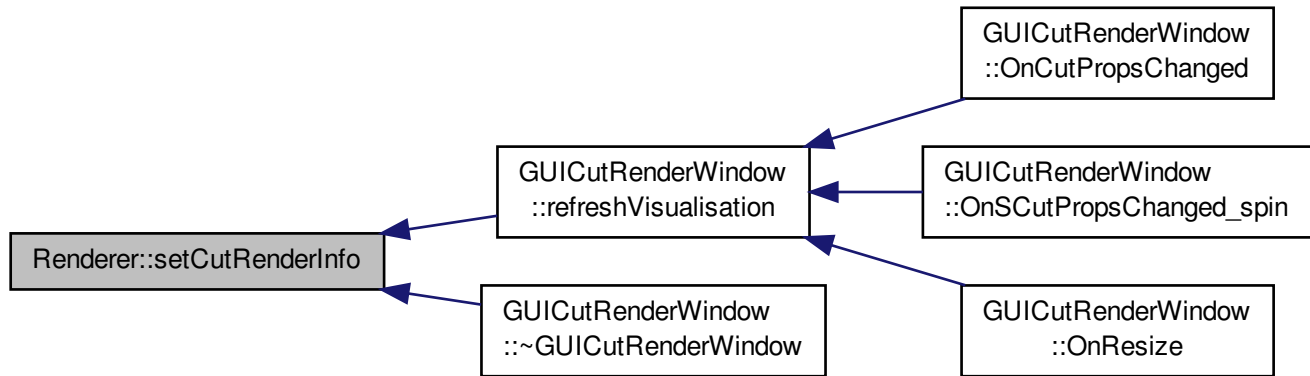 Renderer::setCutRenderInfo
GUICutRenderWindow
::refreshVisualisation
GUICutRenderWindow
::~GUICutRenderWindow
GUICutRenderWindow
::OnCutPropsChanged
GUICutRenderWindow
::OnSCutPropsChanged_spin
GUICutRenderWindow
::OnResize